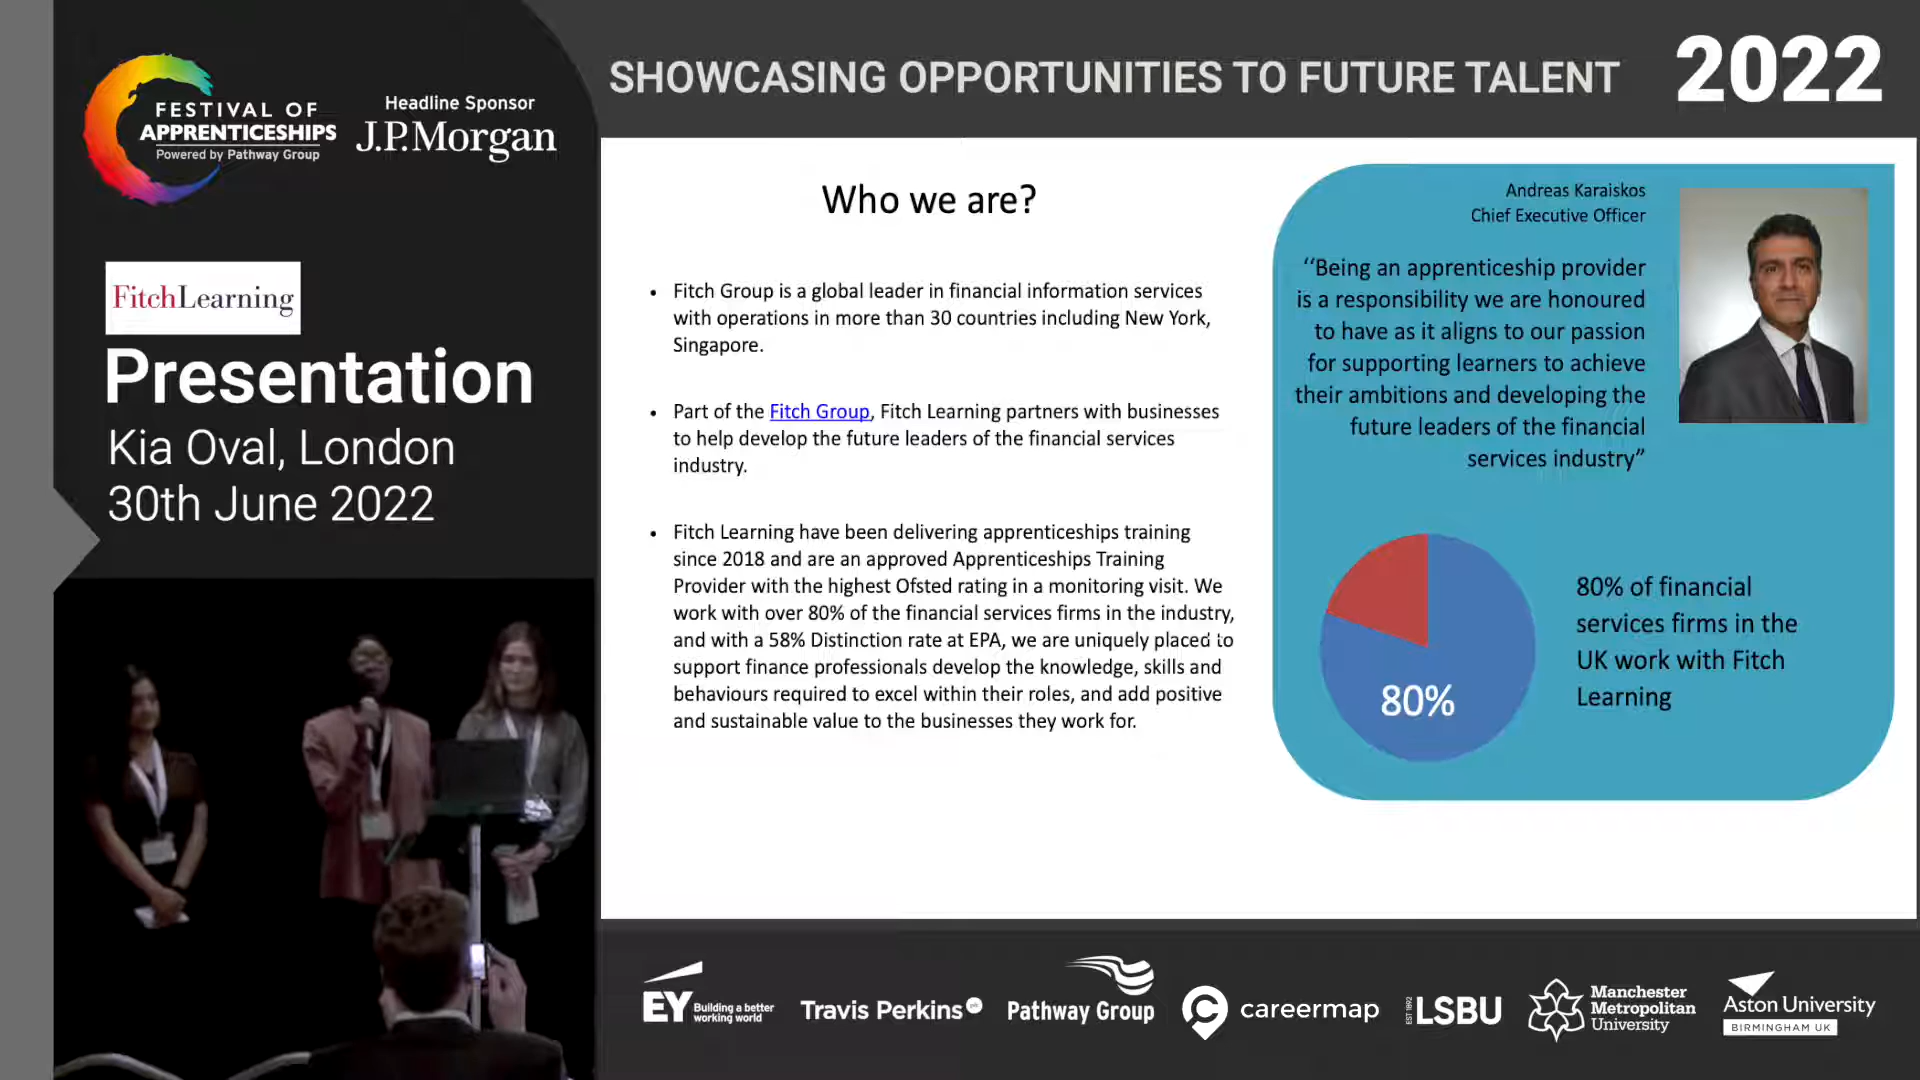 FESTIVAL OF
APPRENTICESHIPS
Powered by Pathway Group
Headline Sponsor
J.P.Morgan
SHOWCASING OPPORTUNITIES TO FUTURE TALENT
2022
FitchLearning
Presentation
Kia Oval, London
30th June 2022
Who we are?
• Fitch Group is a global leader in financial information services
with operations in more than 30 countries including New York,
Singapore.
• Part of the Fitch Group, Fitch Learning partners with businesses
to help develop the future leaders of the financial services
industry.
• Fitch Learning have been delivering apprenticeships training
since 2018 and are an approved Apprenticeships Training
Provider with the highest Ofsted rating in a monitoring visit. We
work with over 80% of the financial services firms in the industry,
and with a 58% Distinction rate at EPA, we are uniquely placed to
support finance professionals develop the knowledge, skills and
behaviours required to excel within their roles, and add positive
and sustainable value to the businesses they work for.
Andreas Karaiskos
Chief Executive Officer
‘‘Being an apprenticeship provider
is a responsibility we are honoured
to have as it aligns to our passion
for supporting learners to achieve
their ambitions and developing the
future leaders of the financial
services industry”
80%
80% of financial
services firms in the
UK work with Fitch
Learning
EY
Building a better
working world
Travis Perkins
Pathway Group
careermap
EST 1892
LSBU
Manchester
Metropolitan
University
Aston University
BIRMINGHAM UK